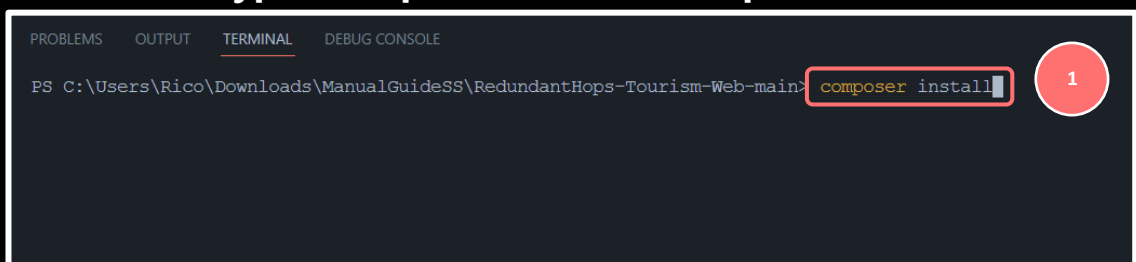 PROBLEMS OUTPUT TERMINAL DEBUG CONSOLE
PS C:\Users\Rico\Downloads\ManualGuideSS\RedundantHops-Tourism-Web-main> composer install
1